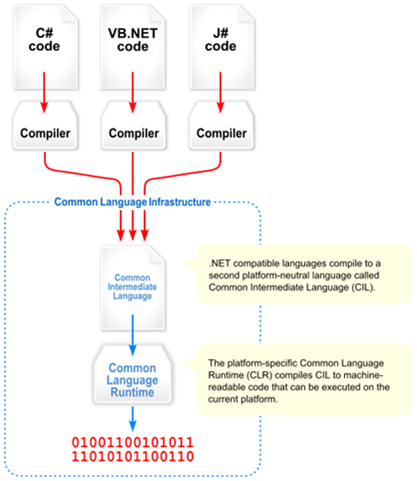 C#
code
VB.NET
code
J#
code
Compiler
Compiler
Compiler
Common Language Infrastructure
Common
Intermediate
Language
.NET compatible languages compile to a
second platform-neutral language called
Common Intermediate Language (CIL).
Common
Language
Runtime
The platform-specific Common Language
Runtime (CLR) compiles CIL to machine-
readable code that can be executed on the
current platform.
01001100101011
11010101100110